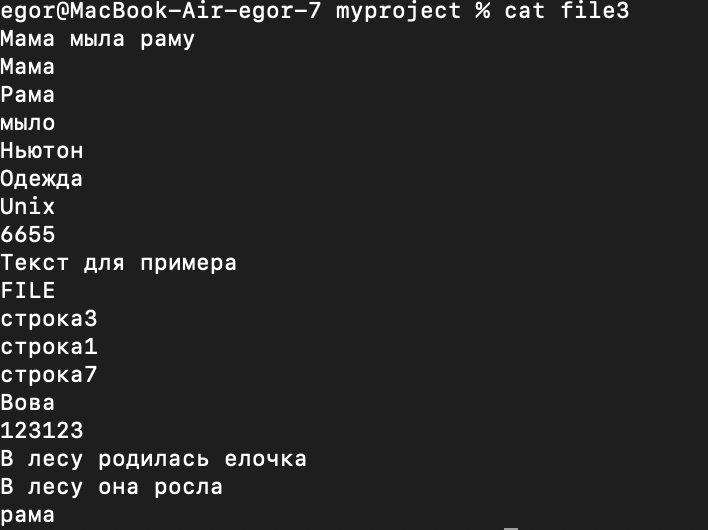 egor@MacBook-Air-egor-7 myproject % cat file3
Мама мыла раму
Мама
Рама
мыло
Ньютон
Одежда
Unix
6655
Текст для примера
FILE
строка3
строка1
строка7
Вова
123123
В лесу родилась елочка
В лесу она росла
рама